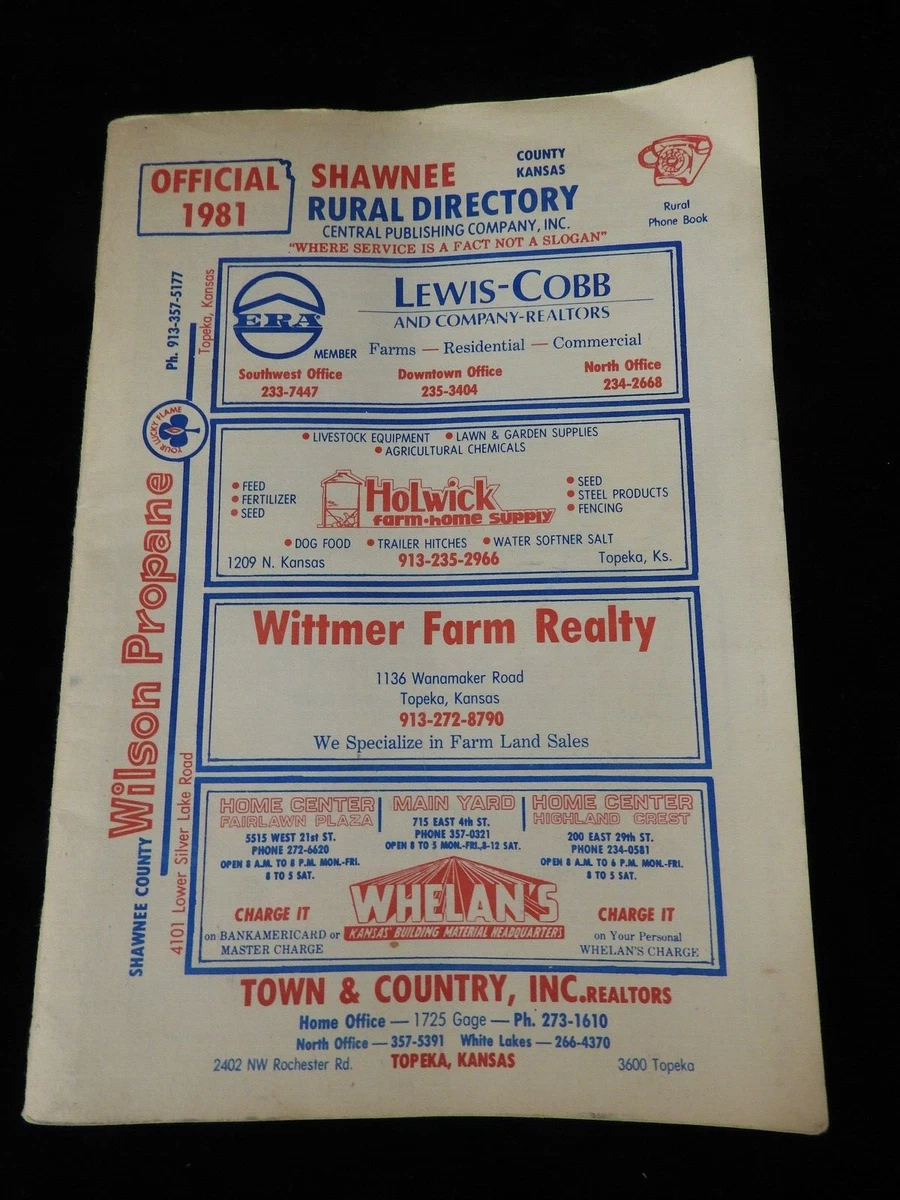 OFFICIAL
1981
SHAWNEE
COUNTY
KANSAS
RURAL DIRECTORY
CENTRAL PUBLISHING COMPANY, INC.
"WHERE SERVICE IS A FACT NOT A SLOGAN"
Rural
Phone Book
ERA
MEMBER
LEWIS-COBB
AND COMPANY-REALTORS
Farms — Residential — Commercial
Southwest Office
233-7447
Downtown Office
235-3404
North Office
234-2668
• LIVESTOCK EQUIPMENT • LAWN & GARDEN SUPPLIES
• AGRICULTURAL CHEMICALS
• FEED
• FERTILIZER
• SEED
Holwick
farm-home supply
• SEED
• STEEL PRODUCTS
• FENCING
• DOG FOOD • TRAILER HITCHES • WATER SOFTNER SALT
1209 N. Kansas 913-235-2966 Topeka, Ks.
Wittmer Farm Realty
1136 Wanamaker Road
Topeka, Kansas
913-272-8790
We Specialize in Farm Land Sales
HOME CENTER
FAIRLAWN PLAZA
5515 WEST 21st ST.
PHONE 272-6620
OPEN 8 A.M. TO 8 P.M. MON.-FRI.
8 TO 5 SAT.
MAIN YARD
715 EAST 4th ST.
PHONE 357-0321
OPEN 8 TO 5 MON.-FRI.,8-12 SAT.
HOME CENTER
HIGHLAND CREST
200 EAST 29th ST.
PHONE 234-0581
OPEN 8 A.M. TO 6 P.M. MON.-FRI.
8 TO 5 SAT.
WHELAN'S
KANSAS' BUILDING MATERIAL HEADQUARTERS
CHARGE IT
on BANKAMERICARD or
MASTER CHARGE
CHARGE IT
on Your Personal
WHELAN'S CHARGE
TOWN & COUNTRY, INC. REALTORS
Home Office — 1725 Gage — Ph. 273-1610
North Office — 357-5391 White Lakes — 266-4370
2402 NW Rochester Rd. TOPEKA, KANSAS 3600 Topeka
Wilson Propane
SHAWNEE COUNTY
4101 Lower Silver Lake Road
YOUR LUCKY FLAME
Ph. 913-357-5177
Topeka, Kansas